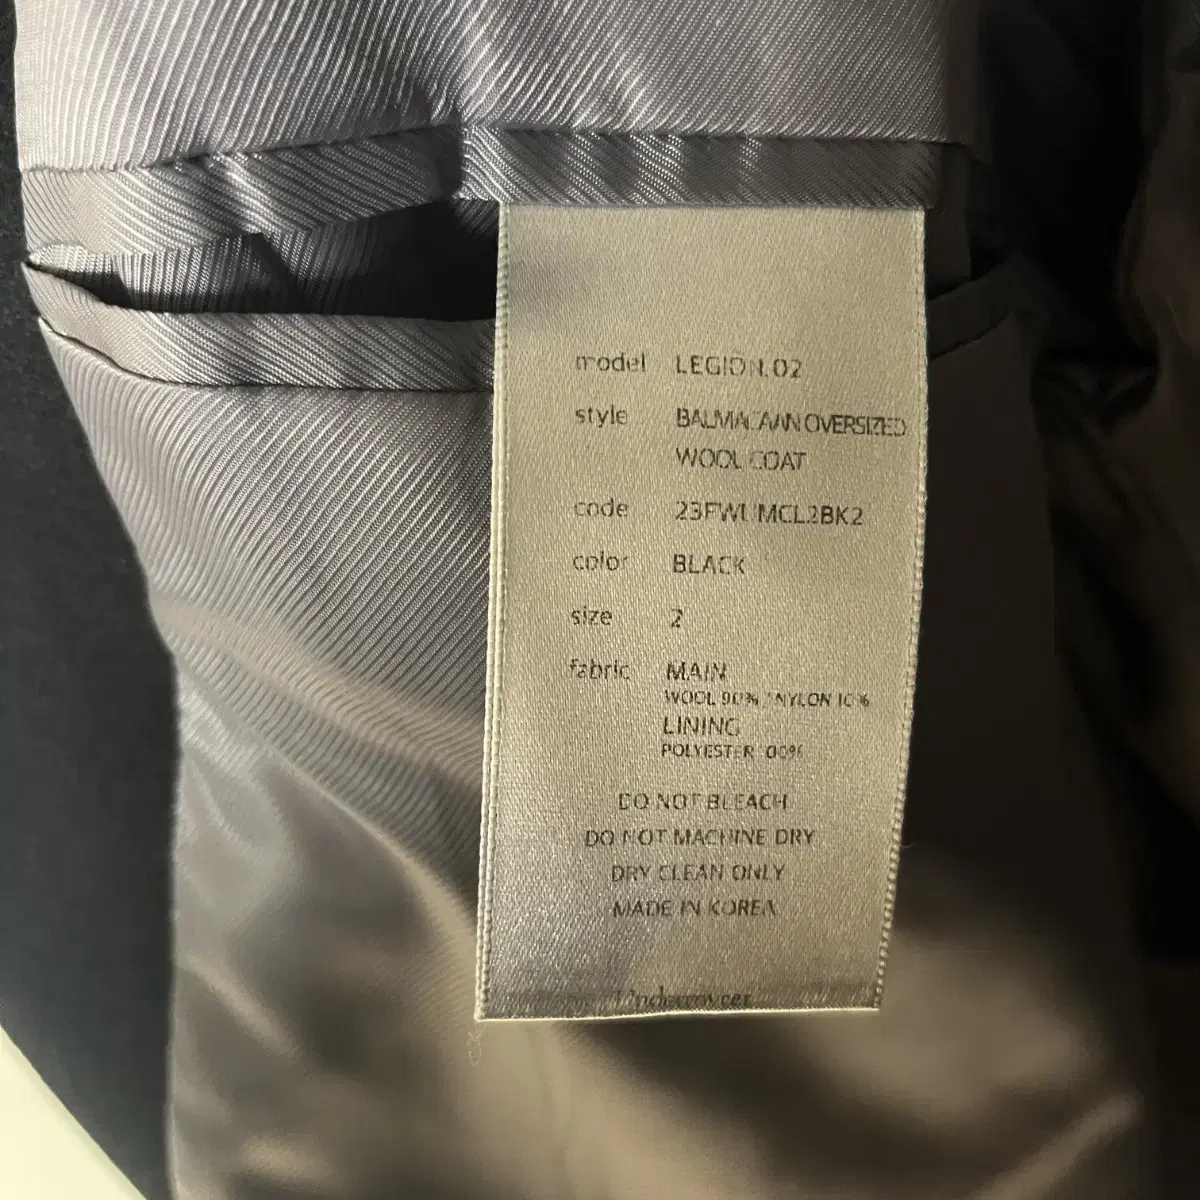 model LEGION.02
style BALMACAAN OVERSIZED
WOOL COAT
code 23FWUMCL2BK2
color BLACK
size 2
fabric MAIN
WOOL 90% NYLON 10%
LINING
POLYESTER 100%
DO NOT BLEACH
DO NOT MACHINE DRY
DRY CLEAN ONLY
MADE IN KOREA